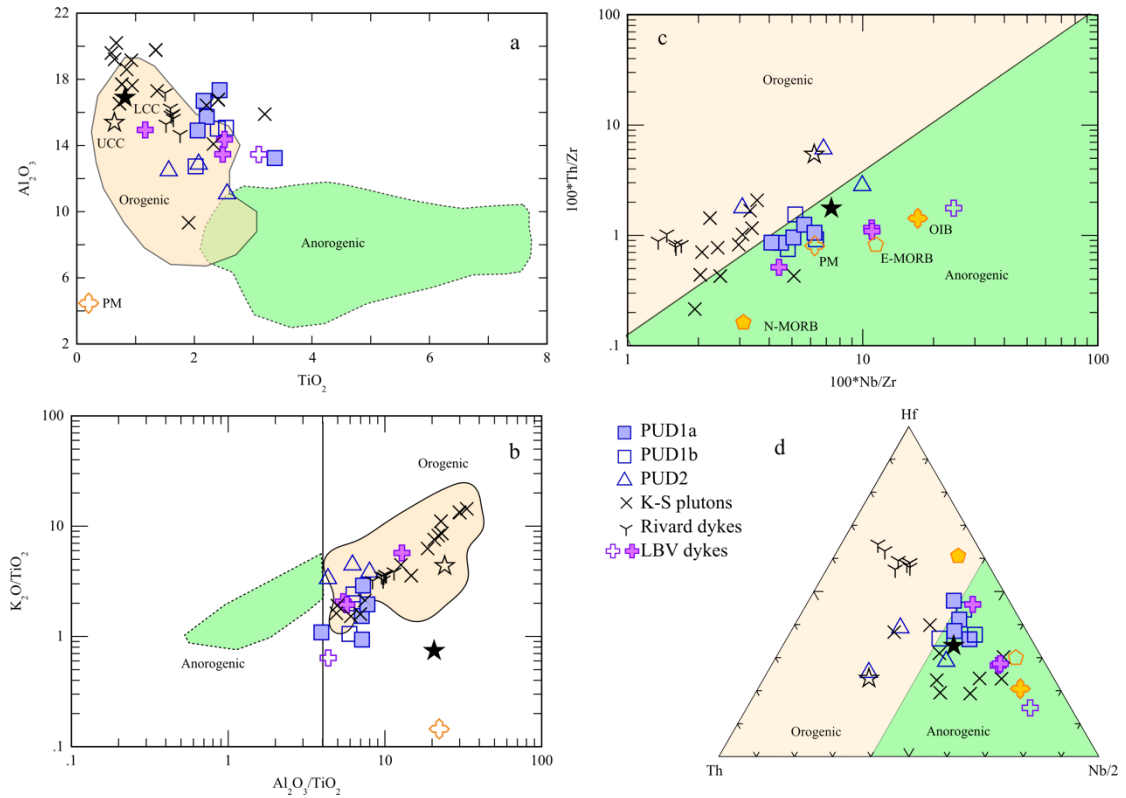 22
18
14
10
6
2
Al₂O₃
a
LCC
UCC
Orogenic
Anorogenic
PM
0
2
4
6
8
TiO₂
100
10
1
.1
100*Th/Zr
c
Orogenic
OIB
PM
E-MORB
Anorogenic
N-MORB
1
10
100
100*Nb/Zr
100
10
1
.1
K₂O/TiO₂
b
Orogenic
Anorogenic
.1
1
10
100
Al₂O₃/TiO₂
PUD1a
PUD1b
PUD2
K-S plutons
Rivard dykes
LBV dykes
Hf
d
Orogenic
Anorogenic
Th
Nb/2